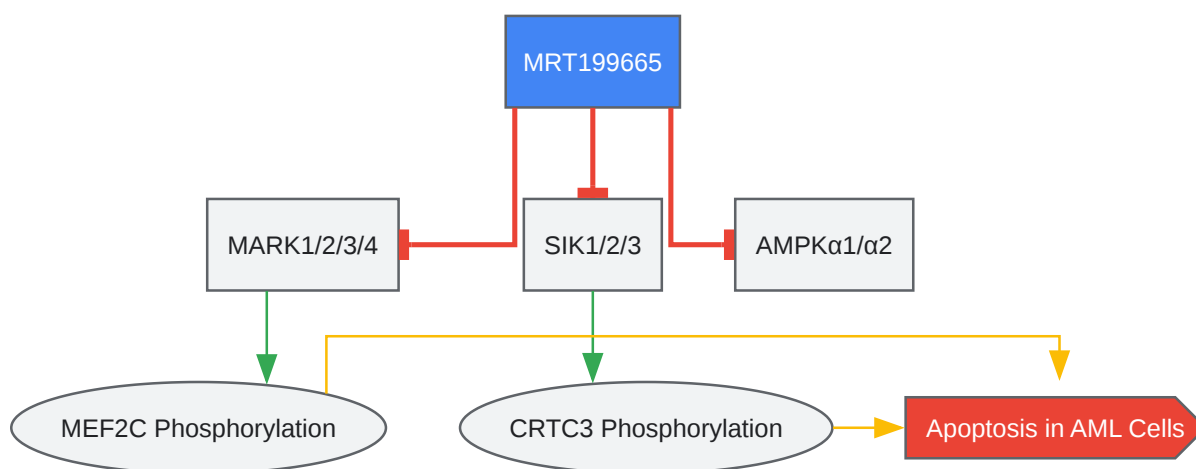 MRT199665
MARK1/2/3/4
SIK1/2/3
AMPKα1/α2
MEF2C Phosphorylation
CRTC3 Phosphorylation
Apoptosis in AML Cells